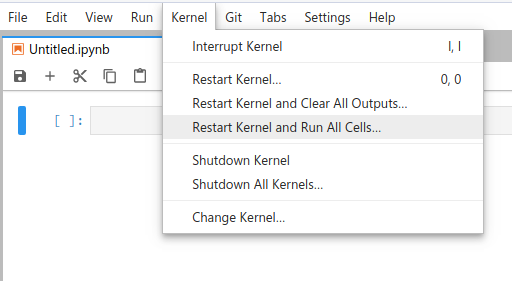 File Edit View Run Kernel Git Tabs Settings Help
Untitled.ipynb
Interrupt Kernel I, I
Restart Kernel... 0, 0
Restart Kernel and Clear All Outputs...
[ ]:
Restart Kernel and Run All Cells...
Shutdown Kernel
Shutdown All Kernels...
Change Kernel...